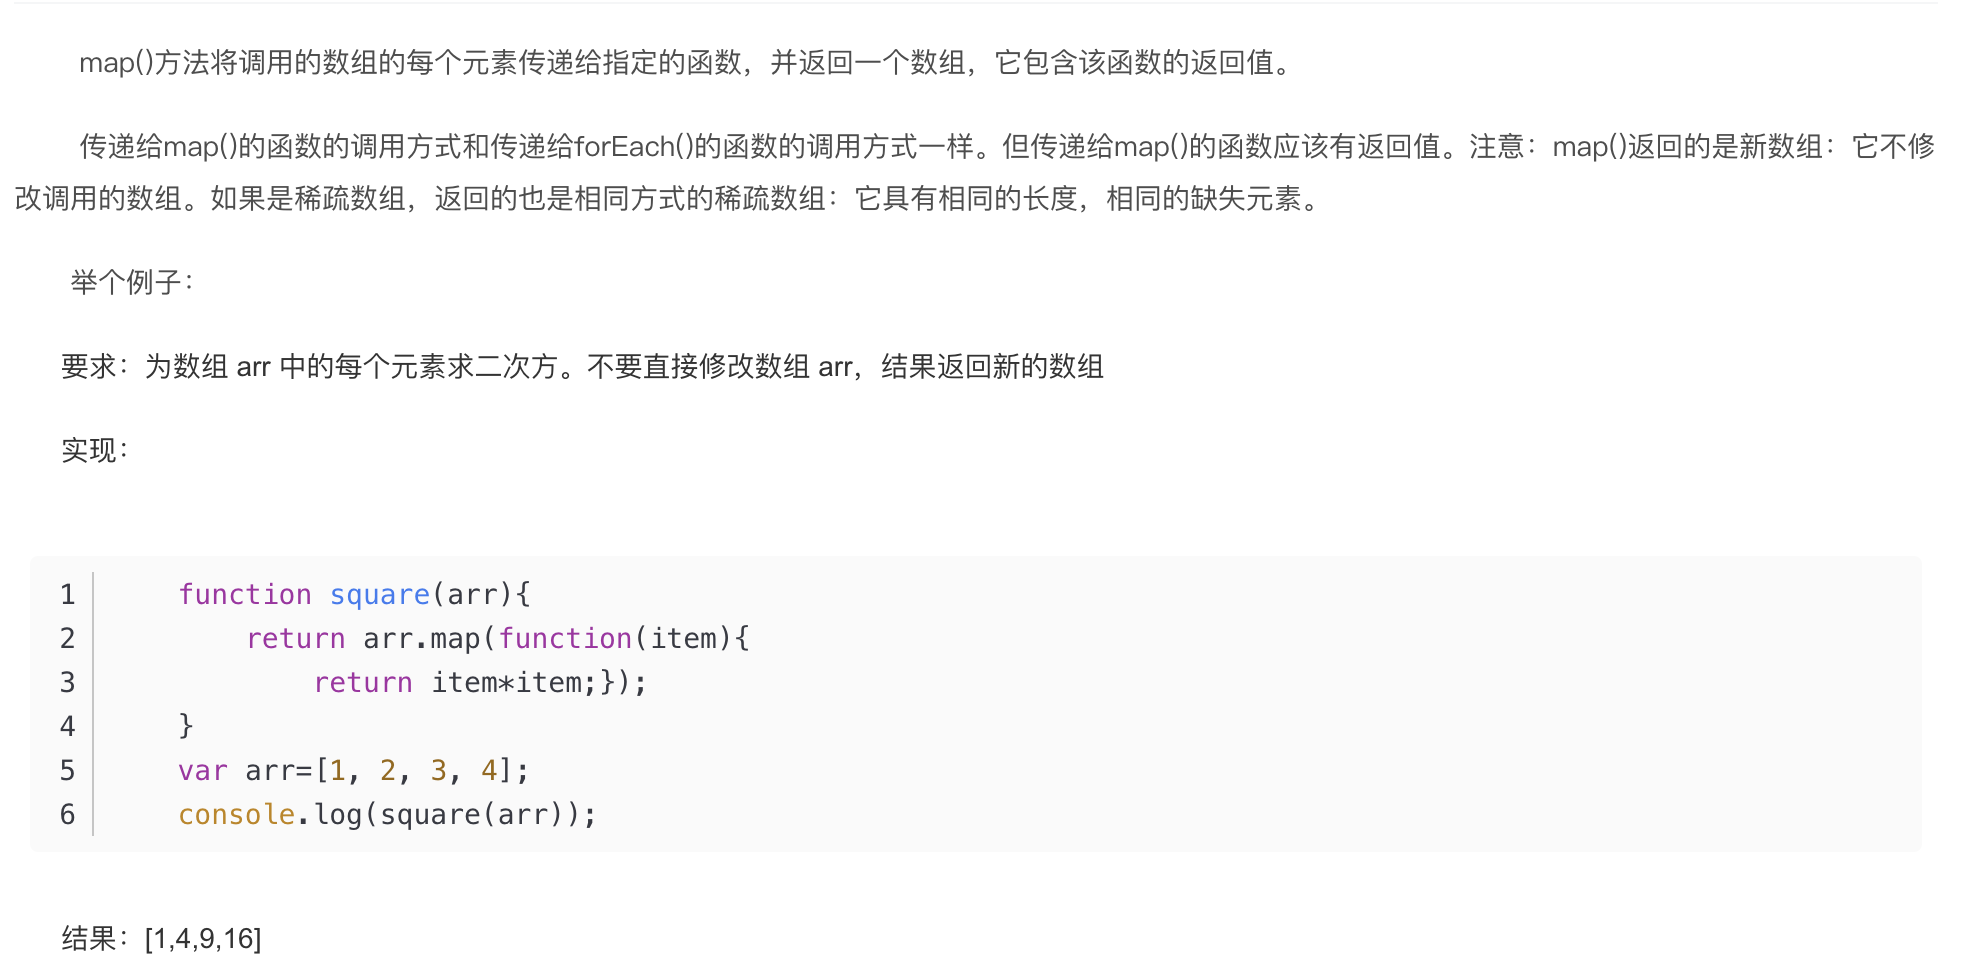 map()方法将调用的数组的每个元素传递给指定的函数，并返回一个数组，它包含该函数的返回值。
传递给map()的函数的调用方式和传递给forEach()的函数的调用方式一样。但传递给map()的函数应该有返回值。注意：map()返回的是新数组：它不修
改调用的数组。如果是稀疏数组，返回的也是相同方式的稀疏数组：它具有相同的长度，相同的缺失元素。
举个例子：
要求：为数组 arr 中的每个元素求二次方。不要直接修改数组 arr，结果返回新的数组
实现：
1 function square(arr){
2 return arr.map(function(item){
3 return item*item;});
4 }
5 var arr=[1, 2, 3, 4];
6 console.log(square(arr));
结果：[1,4,9,16]